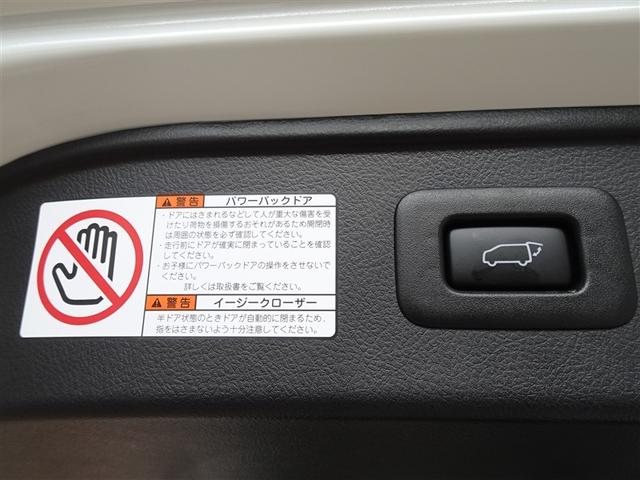 警告 パワーバックドア
・ドアにはさまれるなどして人が重大な傷害を受
けたり荷物を損傷するおそれがあるため開閉時
は周囲の状態を必ず確認してください。
・走行前にドアが確実に閉まっていることを確認
してください。
・お子様にパワーバックドアの操作をさせないで
ください。
詳しくは取扱書をご覧ください。
警告 イージークローザー
半ドア状態のときドアが自動的に閉まるため、
指をはさまないよう十分注意してください。